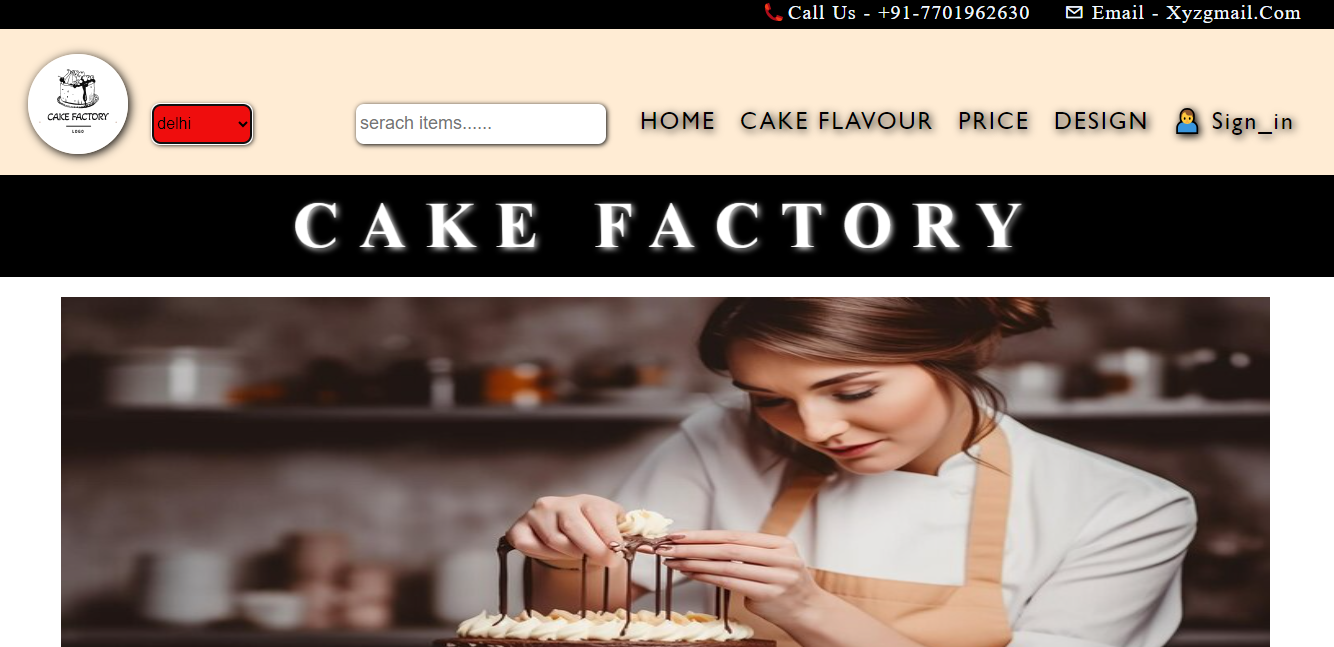 Call Us - +91-7701962630 Email - Xyzgmail.Com
CAKE FACTORY
LOGO
delhi
serach items......
HOME CAKE FLAVOUR PRICE DESIGN Sign_in
CAKE FACTORY